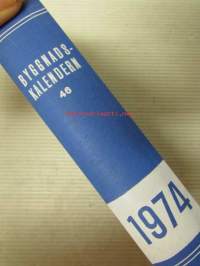 BYGGNADS-
KALENDERN
46
1974